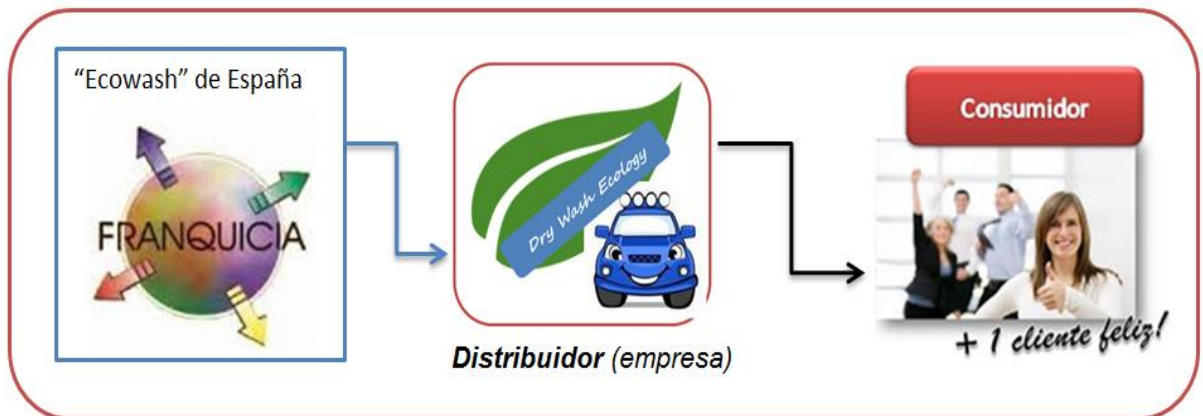 “Ecowash” de España
FRANQUICIA
Dry Wash Ecology
Distribuidor (empresa)
Consumidor
+ 1 cliente feliz!